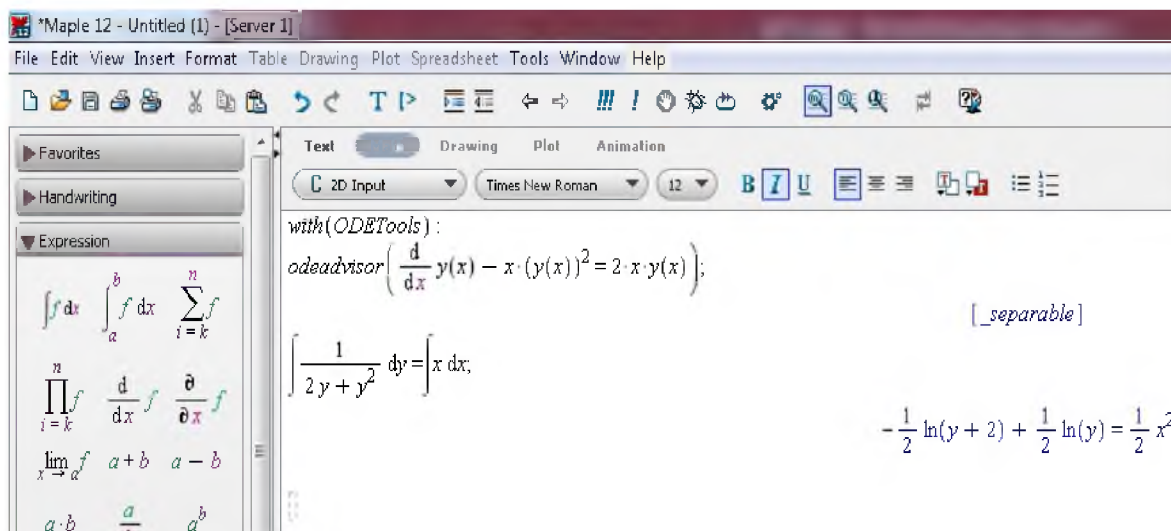 *Maple 12 - Untitled (1) - [Server 1]
File Edit View Insert Format Table Drawing Plot Spreadsheet Tools Window Help
Favorites
Handwriting
Expression
∫f dx ∫_a^b f dx ∑_{i=k}^n f
∏_{i=k}^n f d/dx f ∂/∂x f
lim_{x→a} f a+b a−b
a·b a a^b
Text Drawing Plot Animation
C 2D Input Times New Roman 12 B I U
with(ODETools) :
odeadvisor( d/dx y(x) − x·(y(x))^2 = 2·x·y(x) );
[_separable]
∫ 1/(2 y + y^2) dy = ∫x dx;
−1/2 ln(y + 2) + 1/2 ln(y) = 1/2 x^2